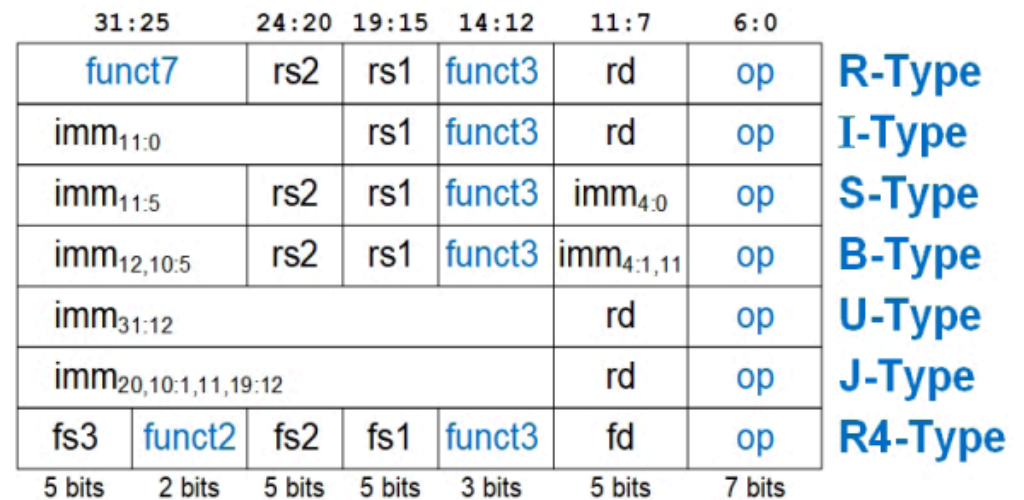 31:25 24:20 19:15 14:12 11:7 6:0
funct7 rs2 rs1 funct3 rd op R-Type
imm11:0 rs1 funct3 rd op I-Type
imm11:5 rs2 rs1 funct3 imm4:0 op S-Type
imm12,10:5 rs2 rs1 funct3 imm4:1,11 op B-Type
imm31:12 rd op U-Type
imm20,10:1,11,19:12 rd op J-Type
fs3 funct2 fs2 fs1 funct3 fd op R4-Type
5 bits 2 bits 5 bits 5 bits 3 bits 5 bits 7 bits